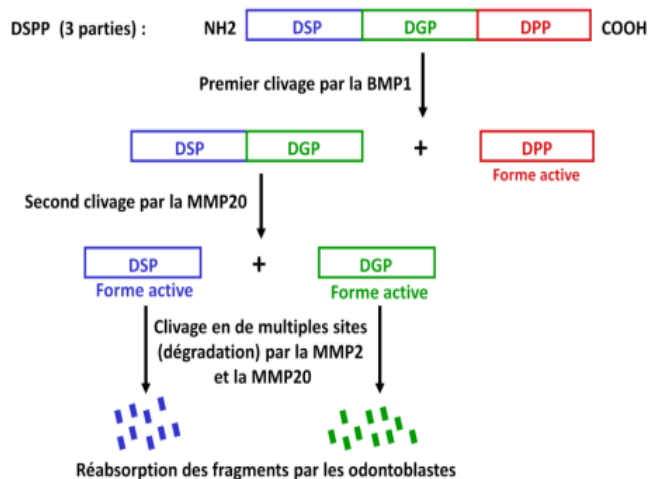 DSPP (3 parties) : NH2 DSP DGP DPP COOH
Premier clivage par la BMP1
DSP DGP + DPP
Forme active
Second clivage par la MMP20
DSP + DGP
Forme active Forme active
Clivage en de multiples sites
(dégradation) par la MMP2
et la MMP20
Réabsorption des fragments par les odontoblastes